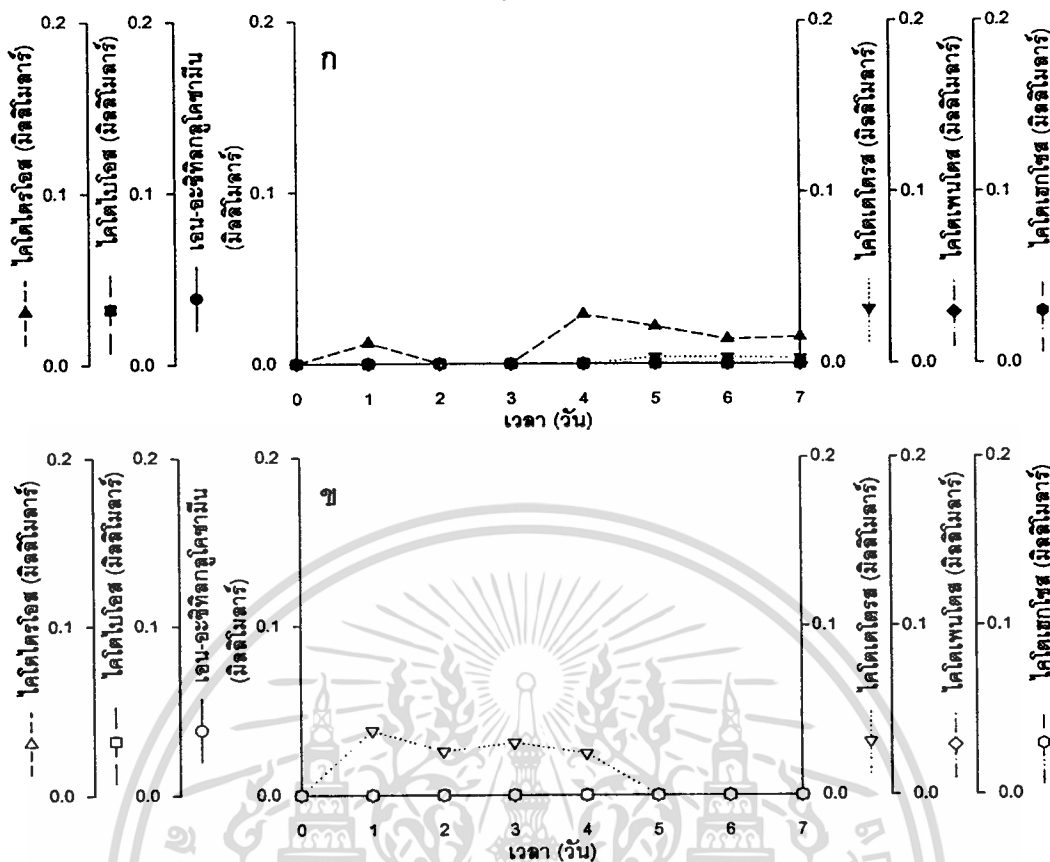 0.2
0.1
0.0
ไคโตไตรโอส (มิลลิโมลาร์)
ไคโตไบโอส (มิลลิโมลาร์)
0.2
0.1
0.0
เอน-อะซิทิลกลูโคซามีน
(มิลลิโมลาร์)
0.2
0.1
0.0
ก
0 1 2 3 4 5 6 7
เวลา (วัน)
0.2
0.1
0.0
ไคโตเตโตรส (มิลลิโมลาร์)
0.2
0.1
0.0
ไคโตเพนโตส (มิลลิโมลาร์)
0.2
0.1
0.0
ไคโตเฮกโซส (มิลลิโมลาร์)
0.2
0.1
0.0
ไคโตไตรโอส (มิลลิโมลาร์)
ไคโตไบโอส (มิลลิโมลาร์)
0.2
0.1
0.0
เอน-อะซิทิลกลูโคซามีน
(มิลลิโมลาร์)
0.2
0.1
0.0
ข
0 1 2 3 4 5 6 7
เวลา (วัน)
0.2
0.1
0.0
ไคโตเตโตรส (มิลลิโมลาร์)
0.2
0.1
0.0
ไคโตเพนโตส (มิลลิโมลาร์)
0.2
0.1
0.0
ไคโตเฮกโซส (มิลลิโมลาร์)